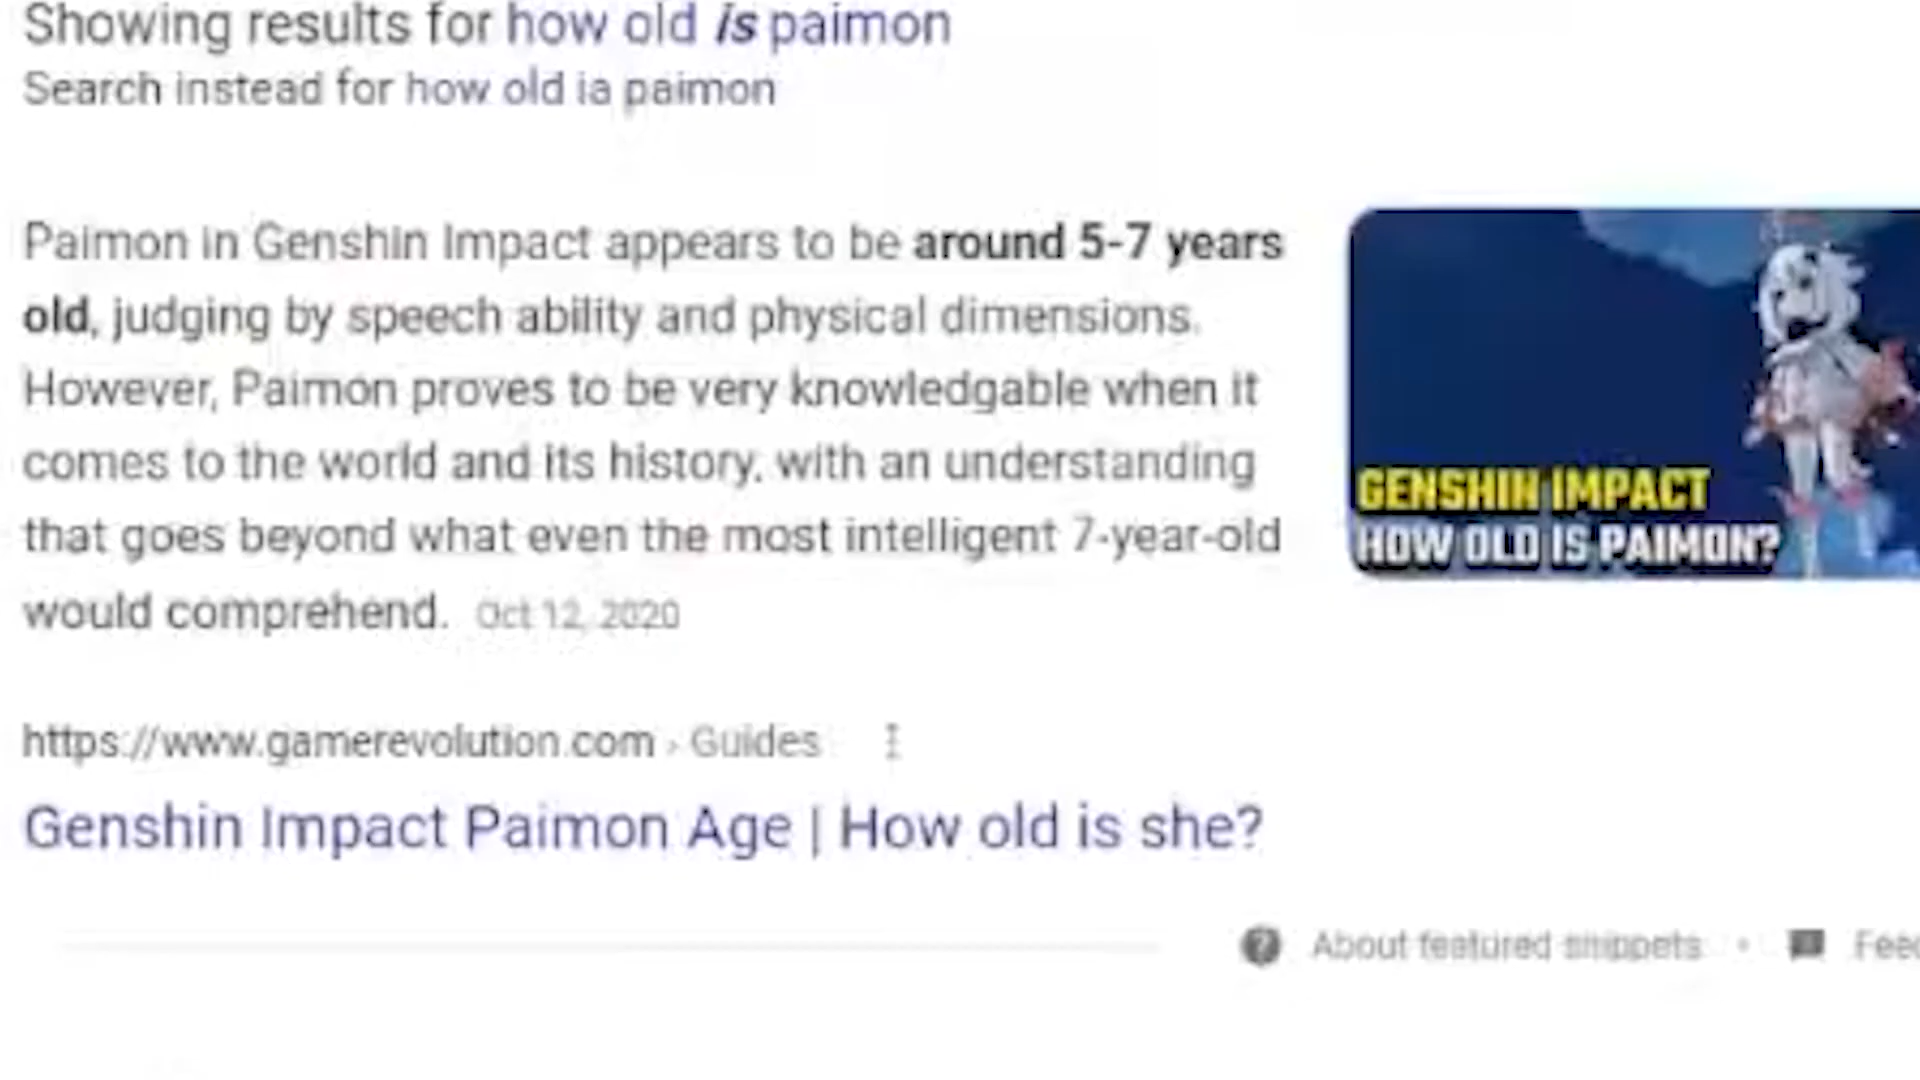 Showing results for how old is paimon
Search instead for how old ia paimon
Paimon in Genshin Impact appears to be around 5-7 years
old, judging by speech ability and physical dimensions.
However, Paimon proves to be very knowledgable when it
comes to the world and its history, with an understanding
that goes beyond what even the most intelligent 7-year-old
would comprehend. Oct 12, 2020
GENSHIN IMPACT
HOW OLD IS PAIMON?
https://www.gamerevolution.com › Guides
Genshin Impact Paimon Age | How old is she?
About featured snippets • Feed